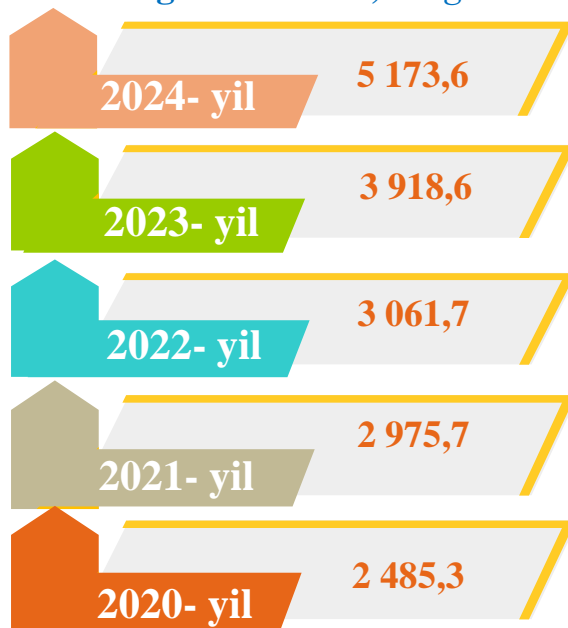 2024- yil
5 173,6
2023- yil
3 918,6
2022- yil
3 061,7
2021- yil
2 975,7
2020- yil
2 485,3